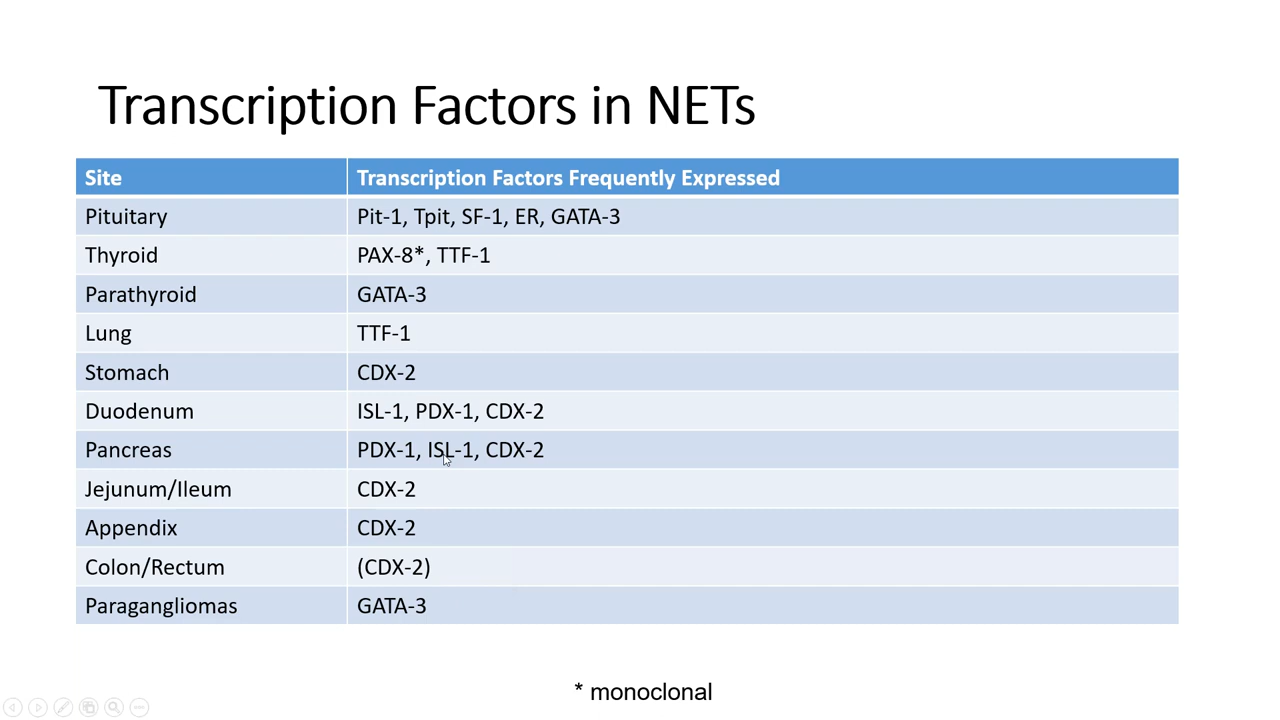 Transcription Factors in NETs
Site Transcription Factors Frequently Expressed
Pituitary Pit-1, Tpit, SF-1, ER, GATA-3
Thyroid PAX-8*, TTF-1
Parathyroid GATA-3
Lung TTF-1
Stomach CDX-2
Duodenum ISL-1, PDX-1, CDX-2
Pancreas PDX-1, ISL-1, CDX-2
Jejunum/Ileum CDX-2
Appendix CDX-2
Colon/Rectum (CDX-2)
Paragangliomas GATA-3
* monoclonal